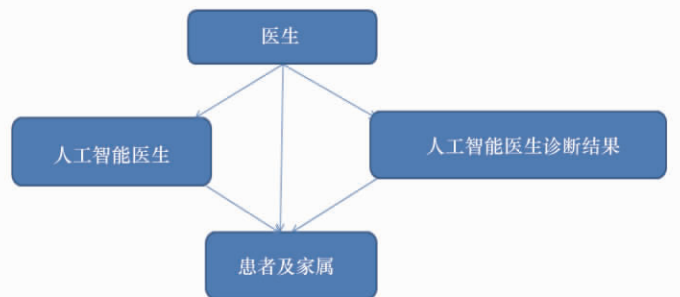 医生
人工智能医生
人工智能医生诊断结果
患者及家属